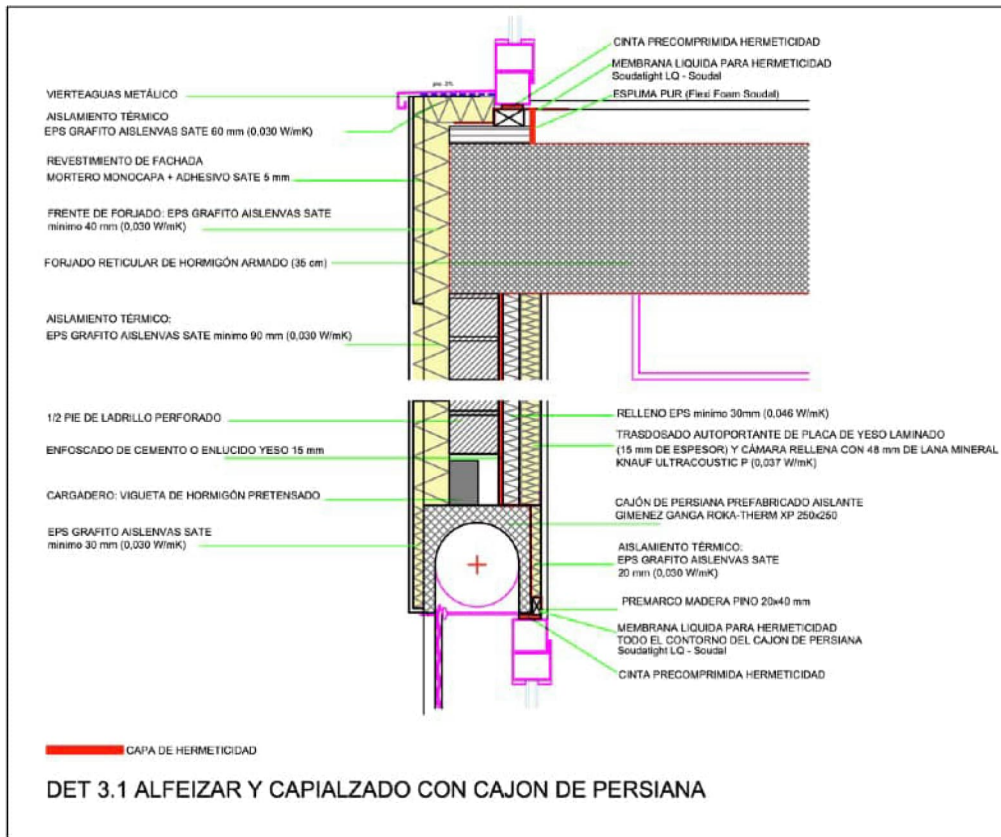 pte. 2%
VIERTEAGUAS METÁLICO
AISLAMIENTO TÉRMICO
EPS GRAFITO AISLENVAS SATE 60 mm (0,030 W/mK)
REVESTIMIENTO DE FACHADA
MORTERO MONOCAPA + ADHESIVO SATE 5 mm
FRENTE DE FORJADO: EPS GRAFITO AISLENVAS SATE
minimo 40 mm (0,030 W/mK)
FORJADO RETICULAR DE HORMIGÓN ARMADO (35 cm)
AISLAMIENTO TÉRMICO:
EPS GRAFITO AISLENVAS SATE minimo 90 mm (0,030 W/mK)
1/2 PIE DE LADRILLO PERFORADO
ENFOSCADO DE CEMENTO O ENLUCIDO YESO 15 mm
CARGADERO: VIGUETA DE HORMIGÓN PRETENSADO
EPS GRAFITO AISLENVAS SATE
minimo 30 mm (0,030 W/mK)
CINTA PRECOMPRIMIDA HERMETICIDAD
MEMBRANA LIQUIDA PARA HERMETICIDAD
Soudatight LQ - Soudal
ESPUMA PUR (Flexi Foam Soudal)
RELLENO EPS minimo 30mm (0,046 W/mK)
TRASDOSADO AUTOPORTANTE DE PLACA DE YESO LAMINADO
(15 mm DE ESPESOR) Y CÁMARA RELLENA CON 48 mm DE LANA MINERAL
KNAUF ULTRACOUSTIC P (0,037 W/mK)
CAJÓN DE PERSIANA PREFABRICADO AISLANTE
GIMENEZ GANGA ROKA-THERM XP 250x250
AISLAMIENTO TÉRMICO:
EPS GRAFITO AISLENVAS SATE
20 mm (0,030 W/mK)
PREMARCO MADERA PINO 20x40 mm
MEMBRANA LIQUIDA PARA HERMETICIDAD
TODO EL CONTORNO DEL CAJON DE PERSIANA
Soudatight LQ - Soudal
CINTA PRECOMPRIMIDA HERMETICIDAD
CAPA DE HERMETICIDAD
DET 3.1 ALFEIZAR Y CAPIALZADO CON CAJON DE PERSIANA